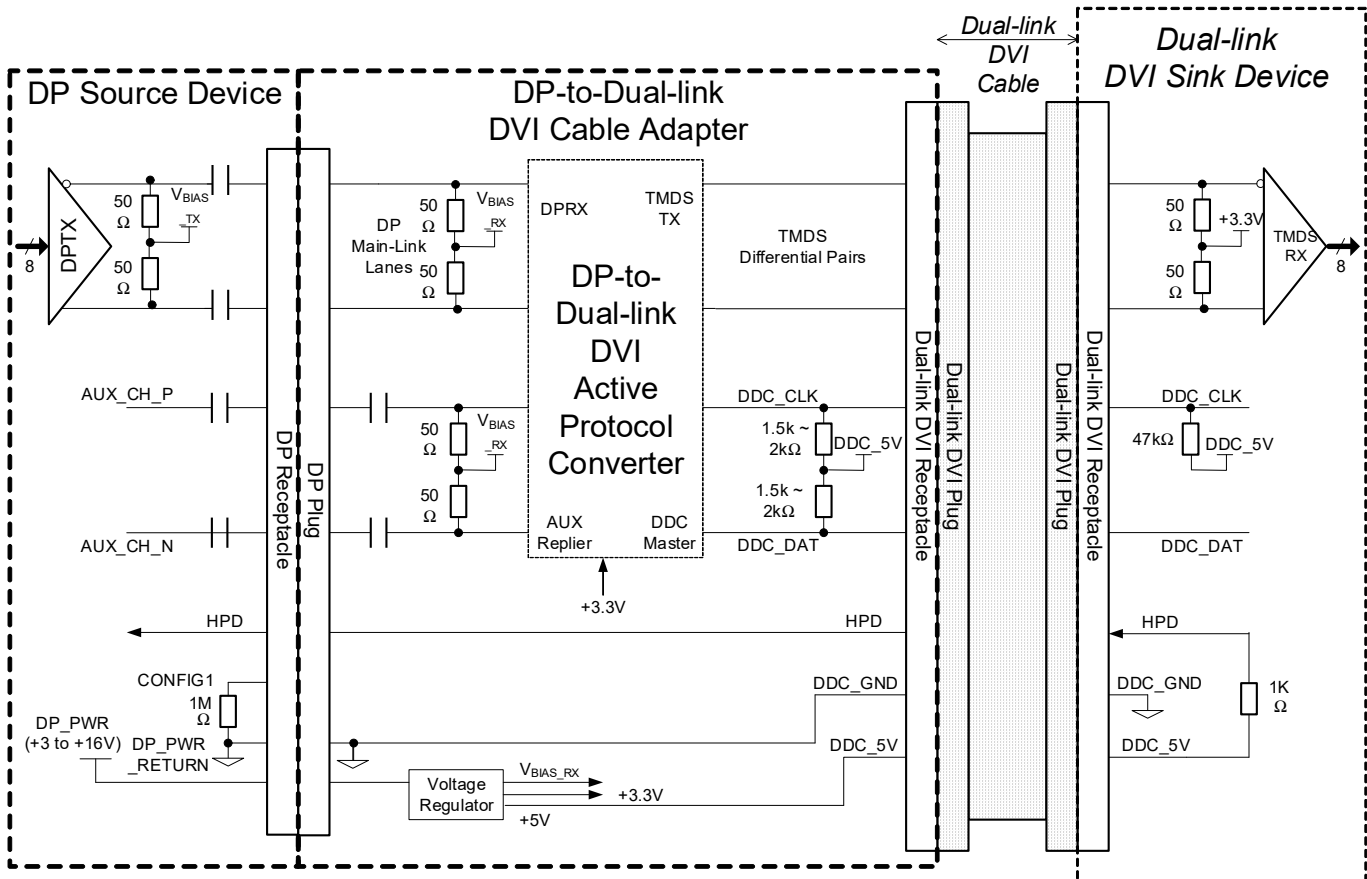 Dual-link
DVI
Cable
Dual-link
DVI Sink Device
DP Source Device
DP-to-Dual-link
DVI Cable Adapter
DPTX
8
50
Ω
50
Ω
VBIAS
_TX
DP
Main-Link
Lanes
50
Ω
50
Ω
VBIAS
_RX
DPRX
TMDS
TX
DP-to-
Dual-link
DVI
Active
Protocol
Converter
AUX
Replier
DDC
Master
+3.3V
TMDS
Differential Pairs
50
Ω
50
Ω
+3.3V
TMDS
RX
8
AUX_CH_P
AUX_CH_N
50
Ω
50
Ω
VBIAS
_RX
DDC_CLK
1.5k ~
2kΩ
DDC_5V
1.5k ~
2kΩ
DDC_DAT
DDC_CLK
47kΩ
DDC_5V
DDC_DAT
DP Receptacle
DP Plug
Dual-link DVI Receptacle
Dual-link DVI Plug
Dual-link DVI Plug
Dual-link DVI Receptacle
HPD
HPD
HPD
CONFIG1
1M
Ω
DP_PWR
(+3 to +16V)
DP_PWR
_RETURN
DDC_GND
DDC_5V
DDC_GND
DDC_5V
1K
Ω
Voltage
Regulator
VBIAS_RX
+3.3V
+5V